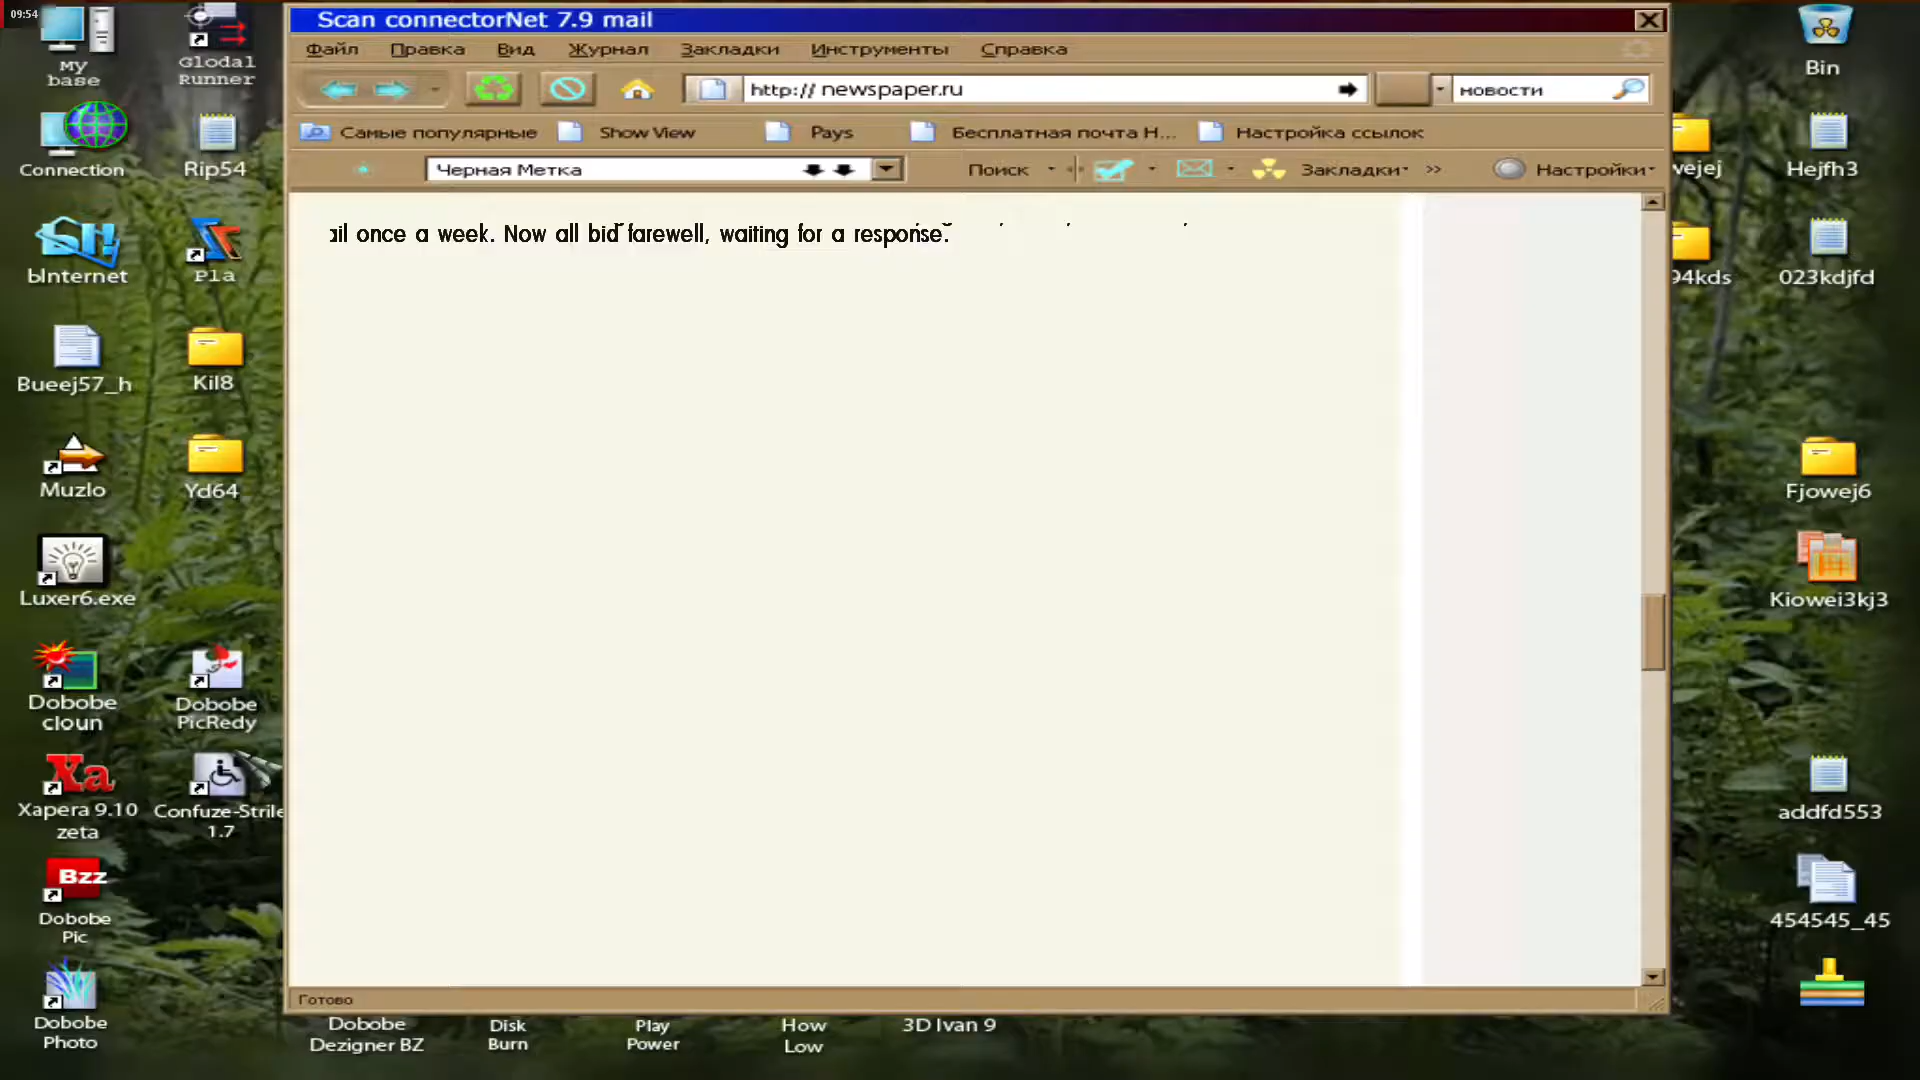 09:54
Scan connectorNet 7.9 mail
Файл Правка Вид Журнал Закладки Инструменты Справка
http:// newspaper.ru
новости
Самые популярные Show View Pays Бесплатная почта Н... Настройка ссылок
Черная Метка
Поиск Закладки Настройки
ail once a week. Now all bid farewell, waiting for a response.
Готово
My
base
Glodal
Runner
Connection
Rip54
ЫInternet
Pla
Bueej57_h
Kil8
Muzlo
Yd64
Luxer6.exe
Dobobe
cloun
Dobobe
PicRedy
Xapera 9.10
zeta
Confuze-Strile
1.7
Bzz
Dobobe
Pic
Dobobe
Photo
Dobobe
Dezigner BZ
Disk
Burn
Play
Power
How
Low
3D Ivan 9
Bin
wejej
Hejfh3
94kds
023kdjfd
Fjowej6
Kiowei3kj3
addfd553
454545_45